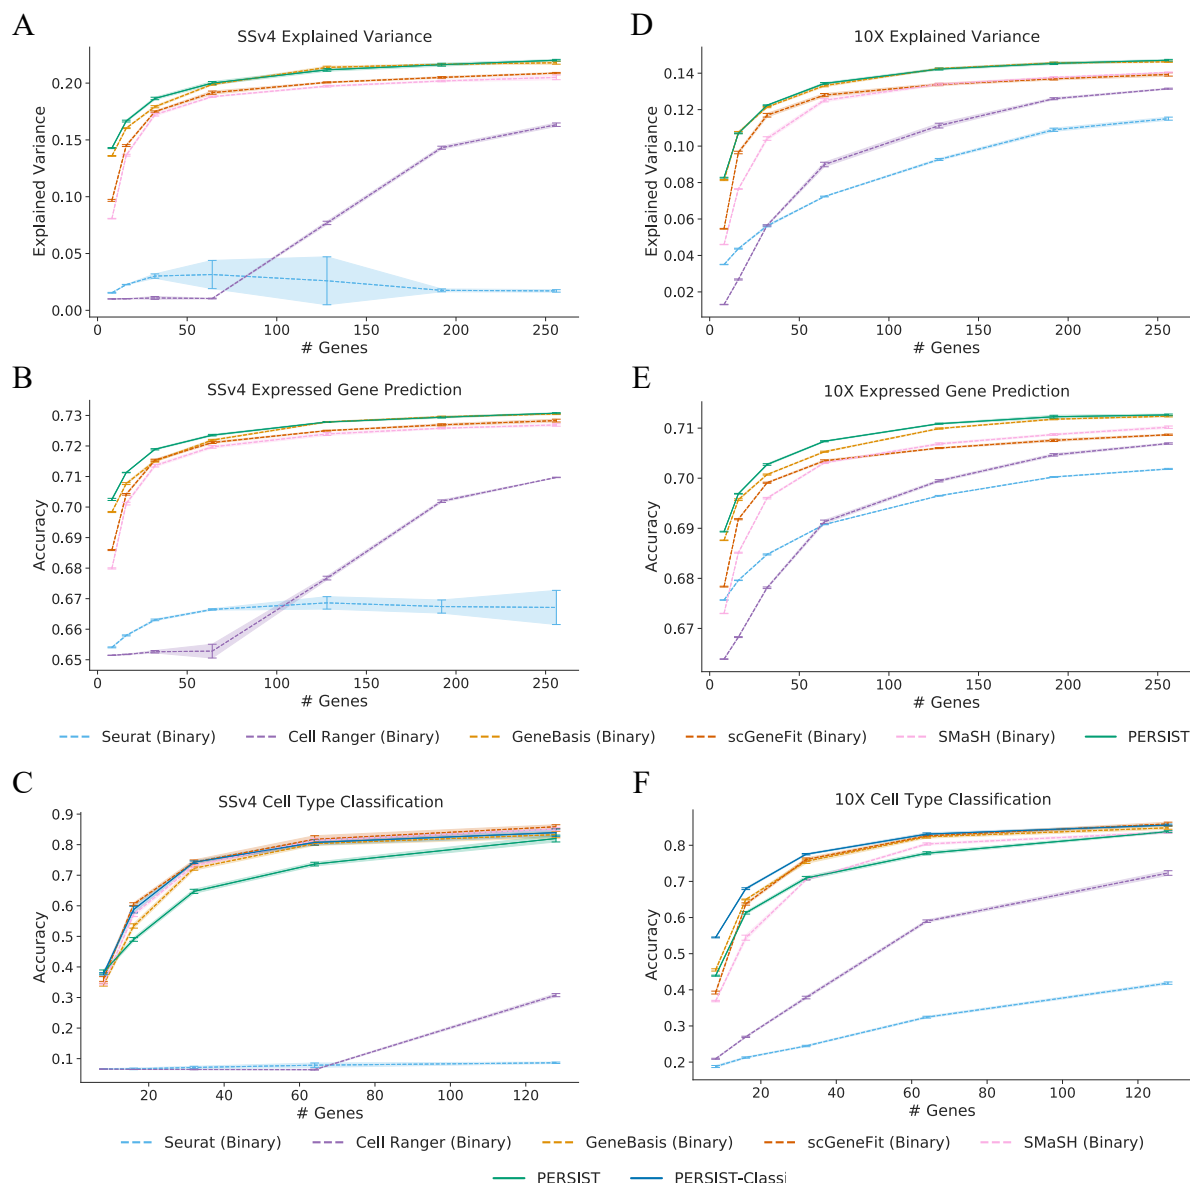 A
SSv4 Explained Variance
Explained Variance
0.20
0.15
0.10
0.05
0.00
0 50 100 150 200 250
# Genes
D
10X Explained Variance
Explained Variance
0.14
0.12
0.10
0.08
0.06
0.04
0.02
0 50 100 150 200 250
# Genes
B
SSv4 Expressed Gene Prediction
Accuracy
0.73
0.72
0.71
0.70
0.69
0.68
0.67
0.66
0.65
0 50 100 150 200 250
# Genes
E
10X Expressed Gene Prediction
Accuracy
0.71
0.70
0.69
0.68
0.67
0 50 100 150 200 250
# Genes
Seurat (Binary) Cell Ranger (Binary) GeneBasis (Binary) scGeneFit (Binary) SMaSH (Binary) PERSIST
C
SSv4 Cell Type Classification
Accuracy
0.9
0.8
0.7
0.6
0.5
0.4
0.3
0.2
0.1
20 40 60 80 100 120
# Genes
F
10X Cell Type Classification
Accuracy
0.8
0.7
0.6
0.5
0.4
0.3
0.2
20 40 60 80 100 120
# Genes
Seurat (Binary) Cell Ranger (Binary) GeneBasis (Binary) scGeneFit (Binary) SMaSH (Binary)
PERSIST PERSIST-Classi